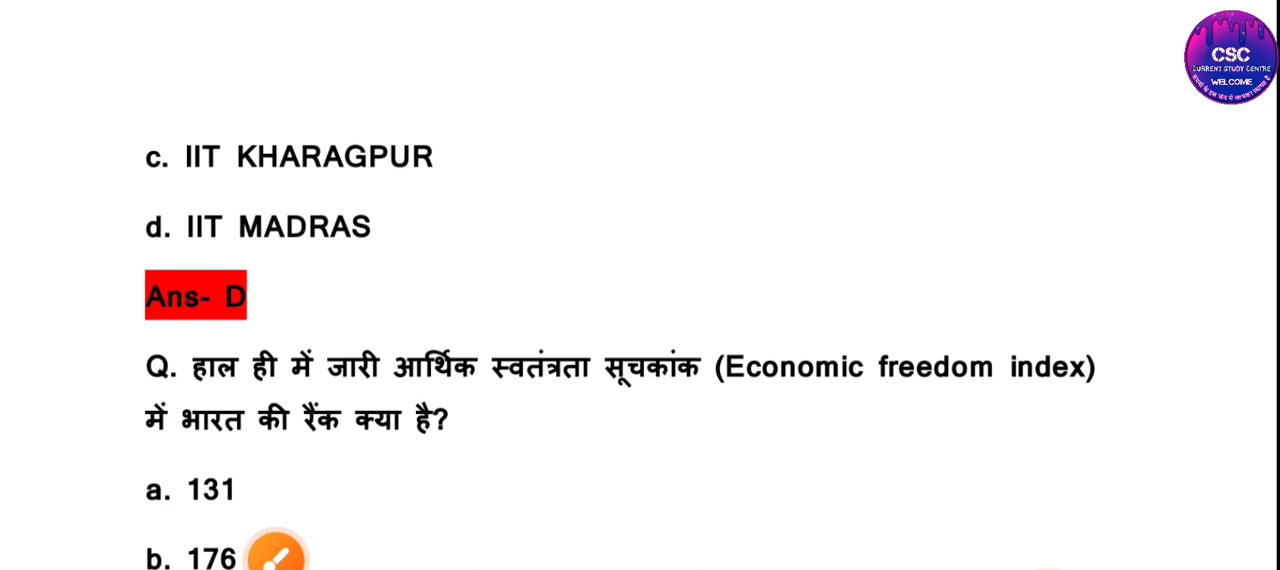 CSC
CURRENT STUDY CENTRE
WELCOME
c. IIT KHARAGPUR
d. IIT MADRAS
Ans- D
Q. हाल ही में जारी आर्थिक स्वतंत्रता सूचकांक (Economic freedom index)
में भारत की रैंक क्या है?
a. 131
b. 176